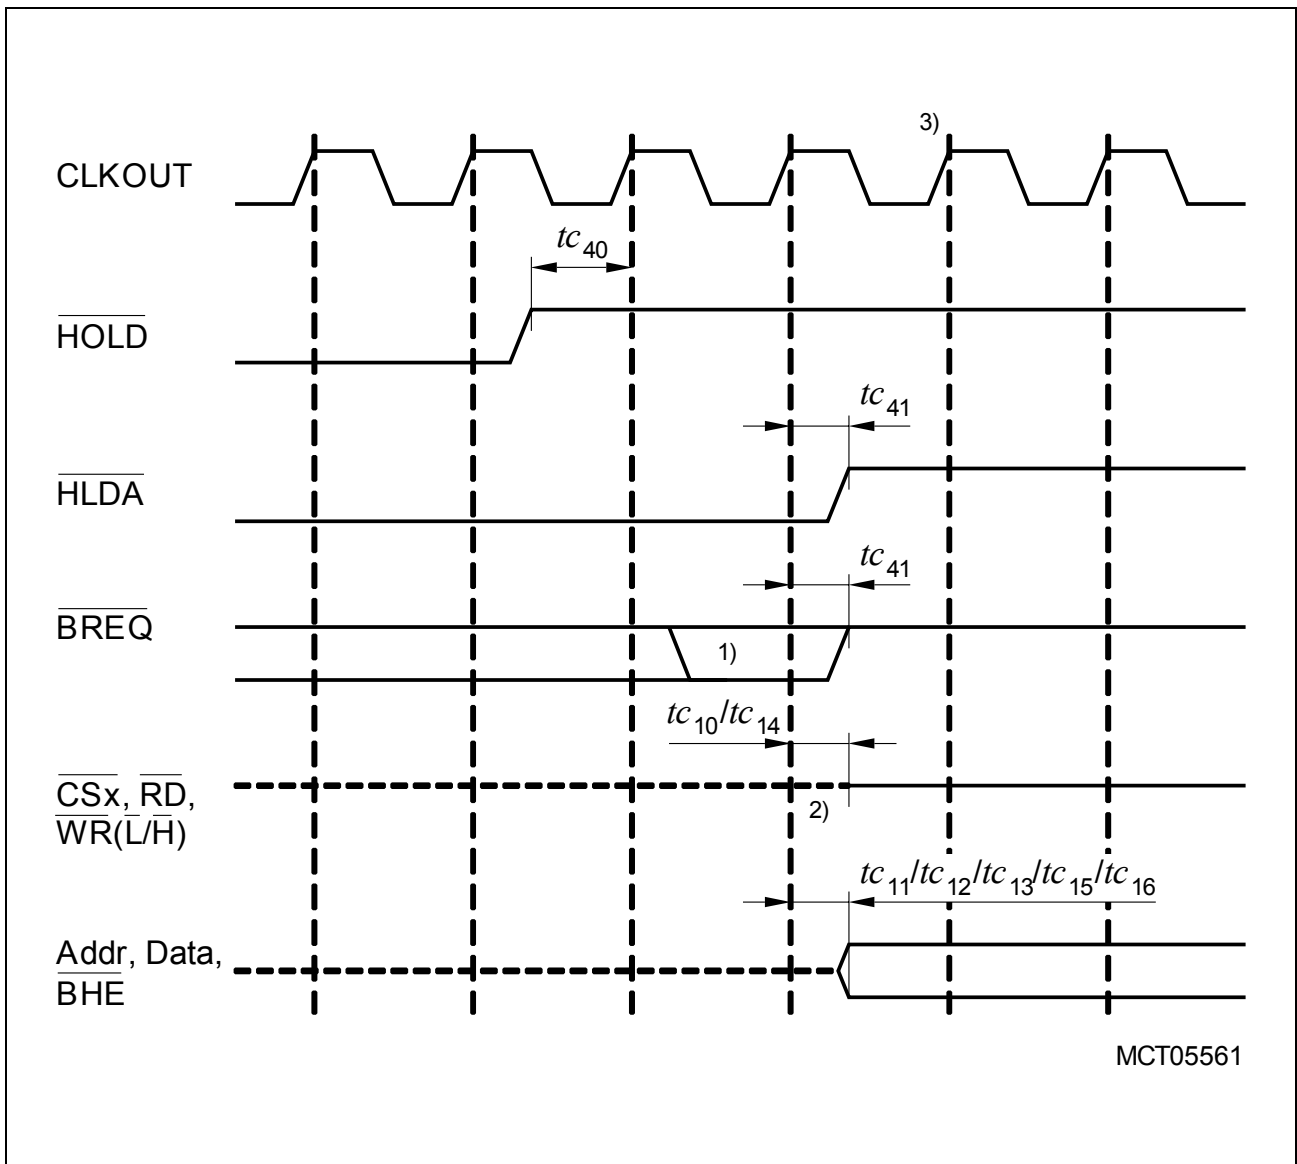 3)
CLKOUT
tc40
HOLD
tc41
HLDA
tc41
BREQ
1)
tc10/tc14
CSx, RD,
WR(L/H)
2)
tc11/tc12/tc13/tc15/tc16
Addr, Data,
BHE
MCT05561